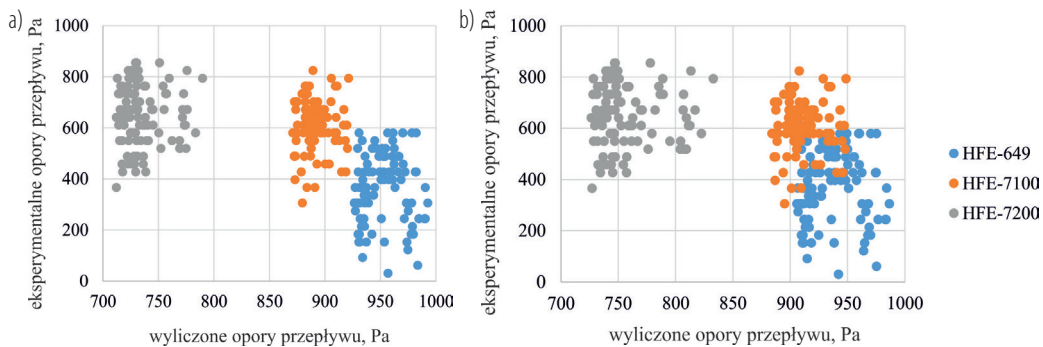 a)
eksperymentalne opory przepływu, Pa
1000
800
600
400
200
0
700 750 800 850 900 950 1000
wyliczone opory przepływu, Pa
b)
eksperymentalne opory przepływu, Pa
1000
800
600
400
200
0
700 750 800 850 900 950 1000
wyliczone opory przepływu, Pa
HFE-649
HFE-7100
HFE-7200